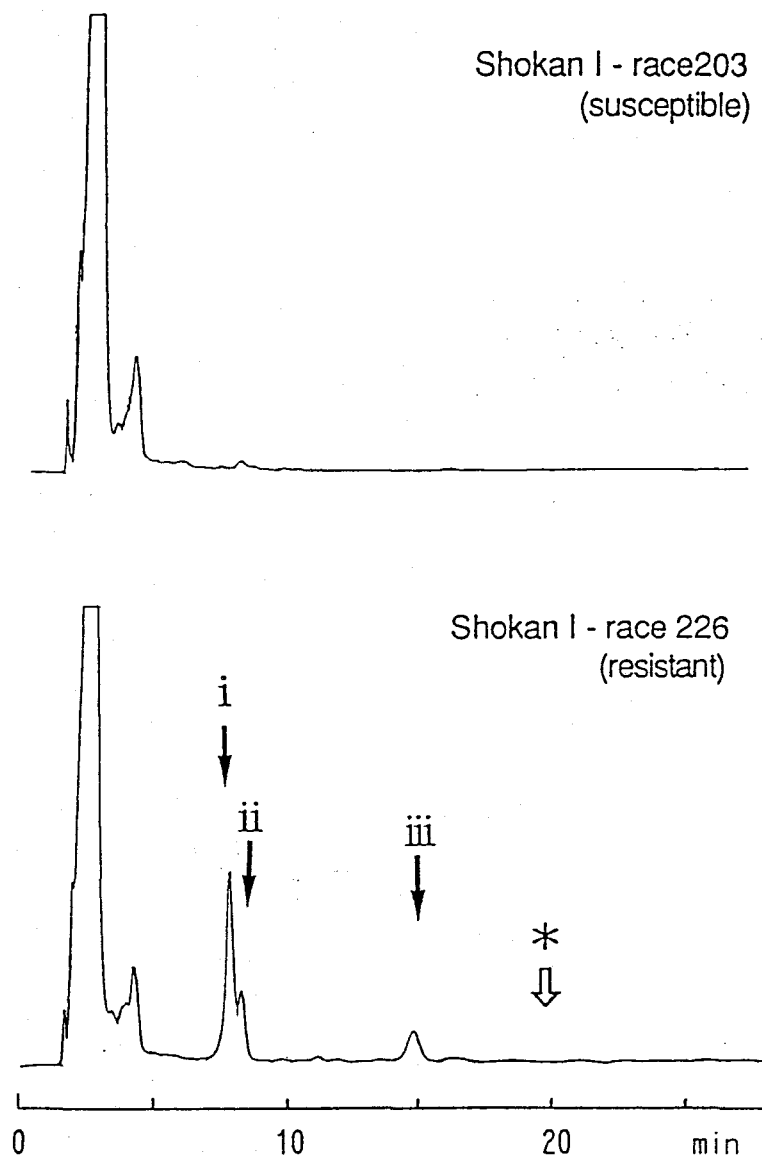 Shokan I - race203
(susceptible)
Shokan I - race 226
(resistant)
i
ii
iii
*
0 10 20 min